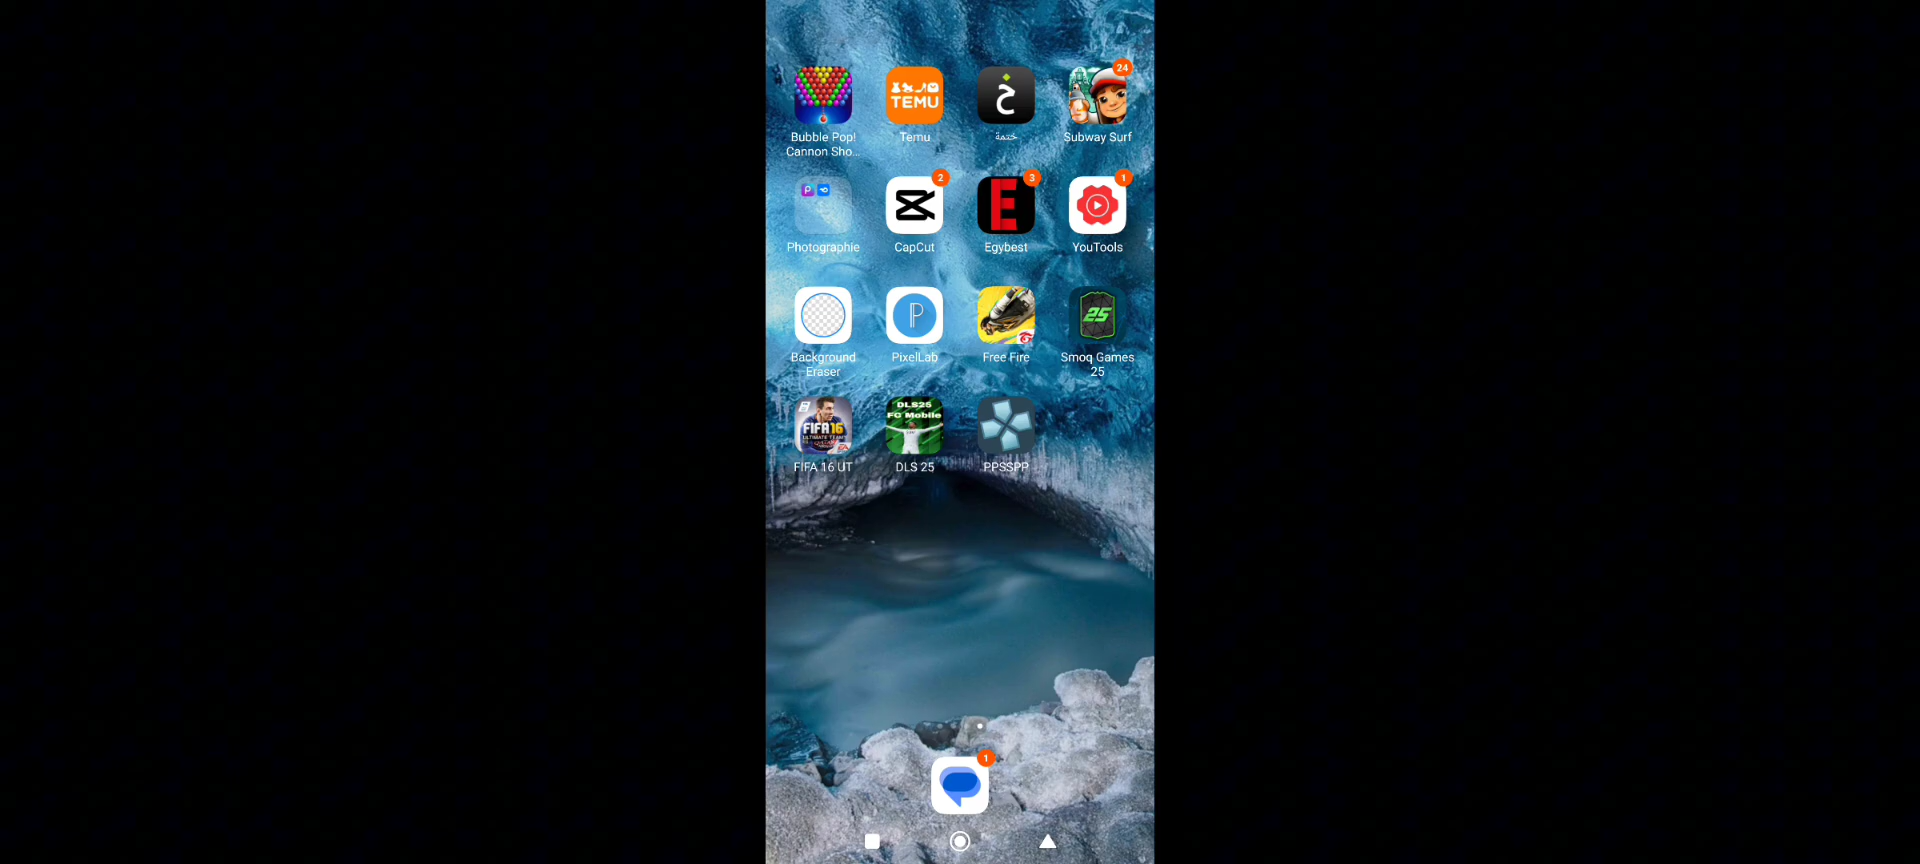 24
TEMU
خ
Bubble Pop!
Cannon Sho...
Temu
ختمة
Subway Surf
2
3
1
P
E
Photographie
CapCut
Egybest
YouTools
P
25
Background
Eraser
PixelLab
Free Fire
Smoq Games
25
DLS25
FC Mobile
FIFA 16
ULTIMATE TEAM
FIFA 16 UT
DLS 25
PPSSPP
1